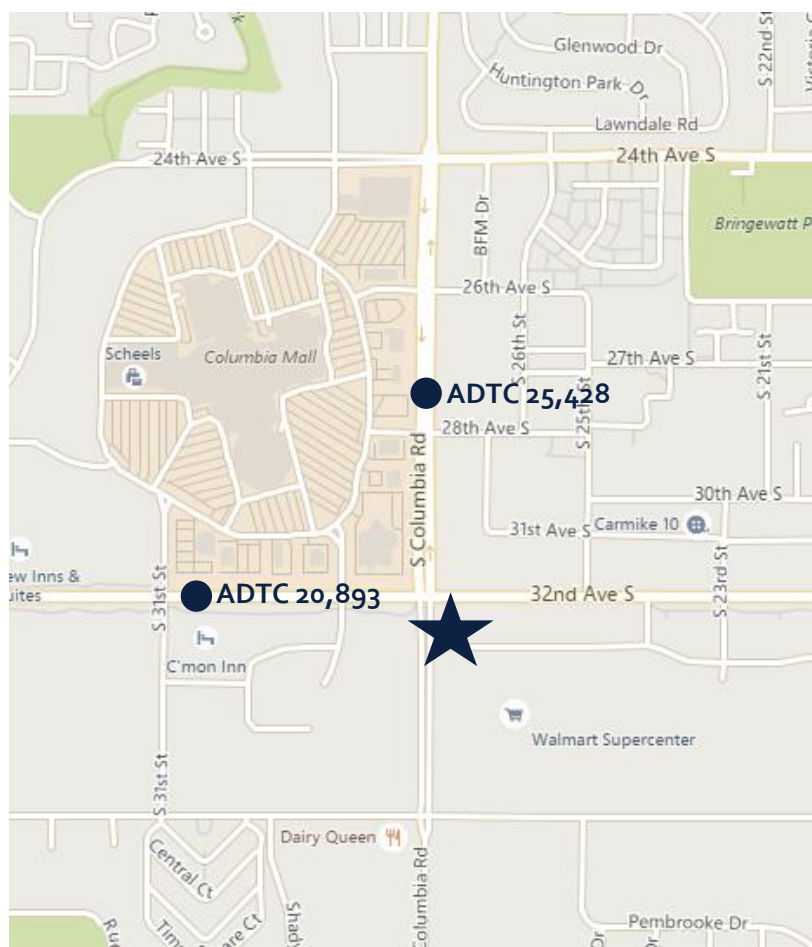 Glenwood Dr
Huntington Park Dr
S 22nd St
Lawndale Rd
24th Ave S
24th Ave S
BFM Dr
Bringewatt P
26th Ave S
S 26th St
27th Ave S
S 21st St
Scheels
Columbia Mall
ADTC 25,428
S 25th St
28th Ave S
S Columbia Rd
30th Ave S
31st Ave S
Carmike 10
S 23rd St
ew Inns &
uites
S 31st St
ADTC 20,893
32nd Ave S
C'mon Inn
Walmart Supercenter
S 31st St
Dairy Queen
Central Ct
Columbia Rd
Pembrooke Dr